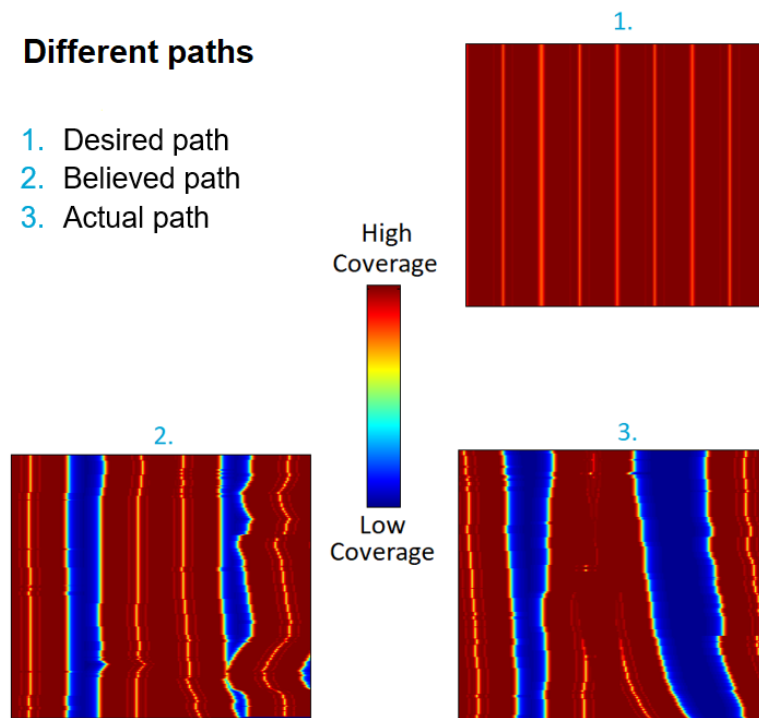 Different paths
1. Desired path
2. Believed path
3. Actual path
1.
High
Coverage
Low
Coverage
2.
3.